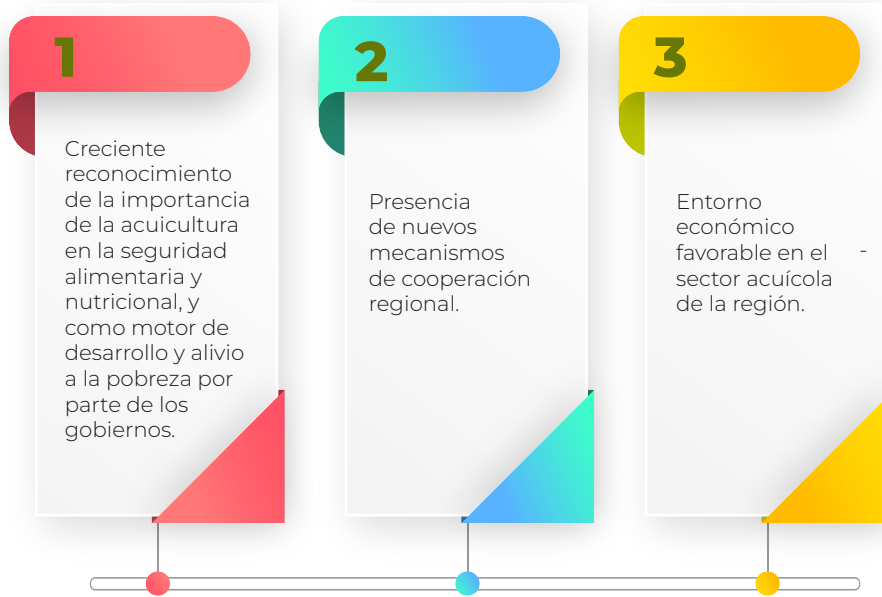 1
Creciente
reconocimiento
de la importancia
de la acuicultura
en la seguridad
alimentaria y
nutricional, y
como motor de
desarrollo y alivio
a la pobreza por
parte de los
gobiernos.
2
Presencia
de nuevos
mecanismos
de cooperación
regional.
3
Entorno
económico
favorable en el -
sector acuícola
de la región.